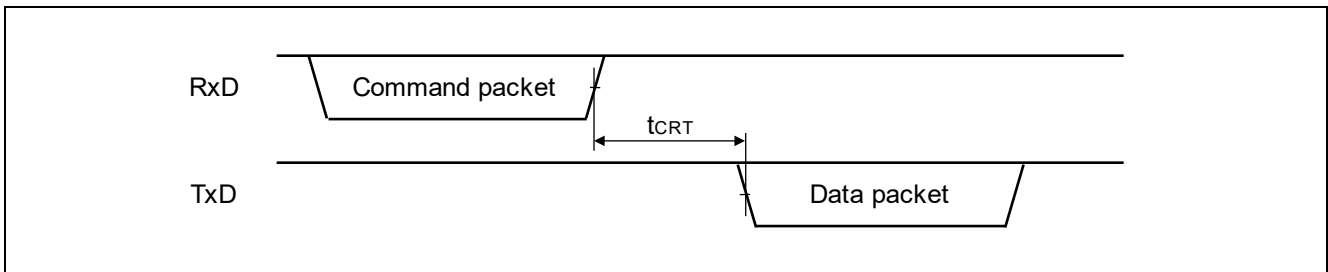 RxD
Command packet
tCRT
TxD
Data packet